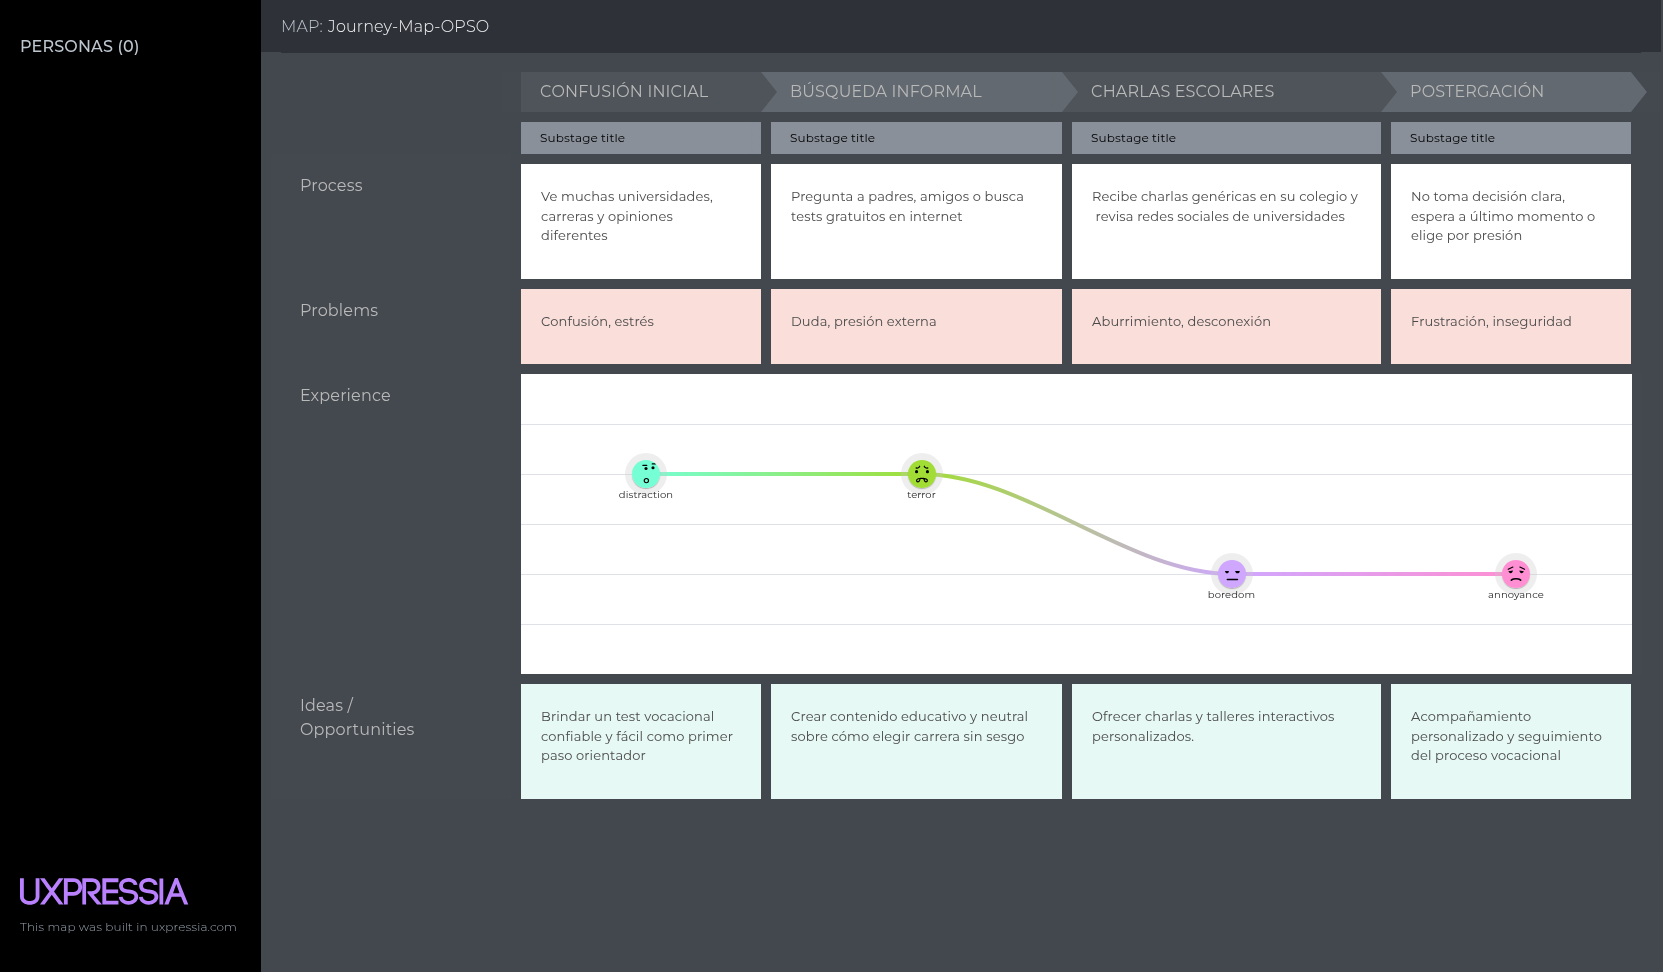 PERSONAS (0)
MAP: Journey-Map-OPSO
CONFUSIÓN INICIAL
BÚSQUEDA INFORMAL
CHARLAS ESCOLARES
POSTERGACIÓN
Substage title
Substage title
Substage title
Substage title
Process
Ve muchas universidades,
carreras y opiniones
diferentes
Pregunta a padres, amigos o busca
tests gratuitos en internet
Recibe charlas genéricas en su colegio y
revisa redes sociales de universidades
No toma decisión clara,
espera a último momento o
elige por presión
Problems
Confusión, estrés
Duda, presión externa
Aburrimiento, desconexión
Frustración, inseguridad
Experience
distraction
terror
boredom
annoyance
Ideas /
Opportunities
Brindar un test vocacional
confiable y fácil como primer
paso orientador
Crear contenido educativo y neutral
sobre cómo elegir carrera sin sesgo
Ofrecer charlas y talleres interactivos
personalizados.
Acompañamiento
personalizado y seguimiento
del proceso vocacional
UXPRESSIA
This map was built in uxpressia.com